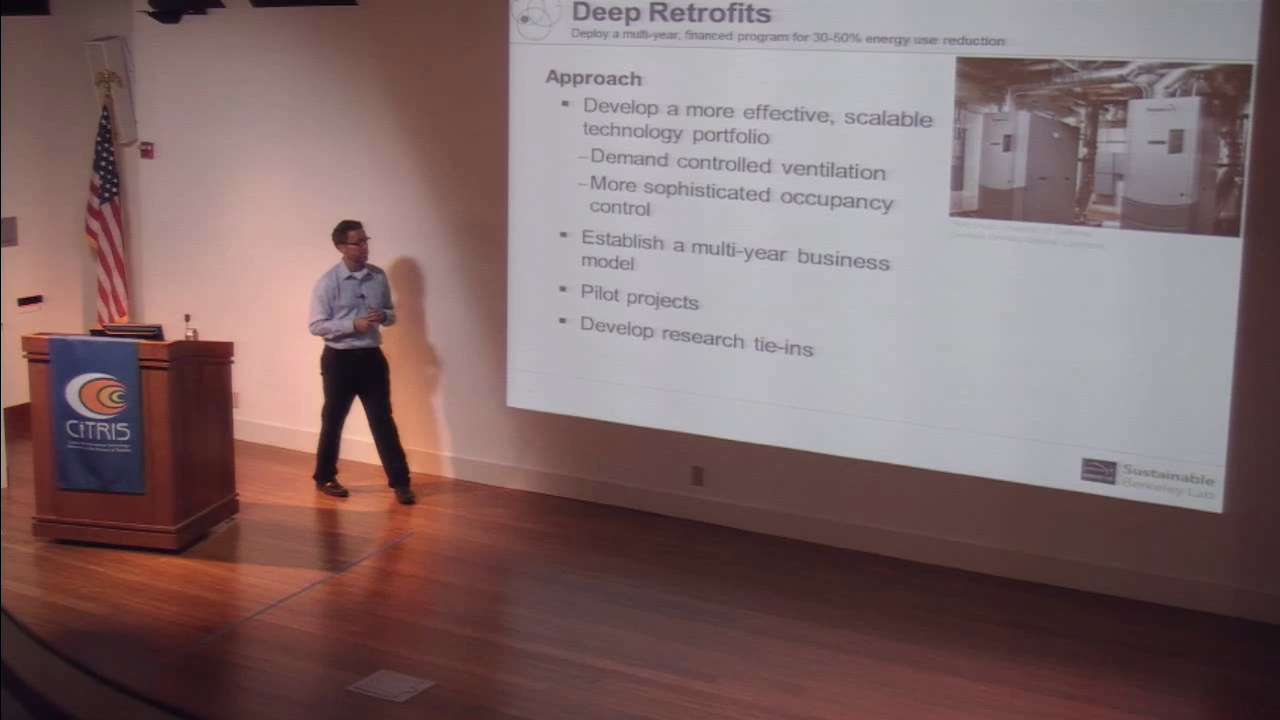 Deep Retrofits
Deploy a multi-year, financed program for 30-50% energy use reduction
Approach
▪ Develop a more effective, scalable
technology portfolio
–Demand controlled ventilation
–More sophisticated occupancy
control
▪ Establish a multi-year business
model
▪ Pilot projects
▪ Develop research tie-ins
Sustainable
Berkeley Lab
CiTRIS